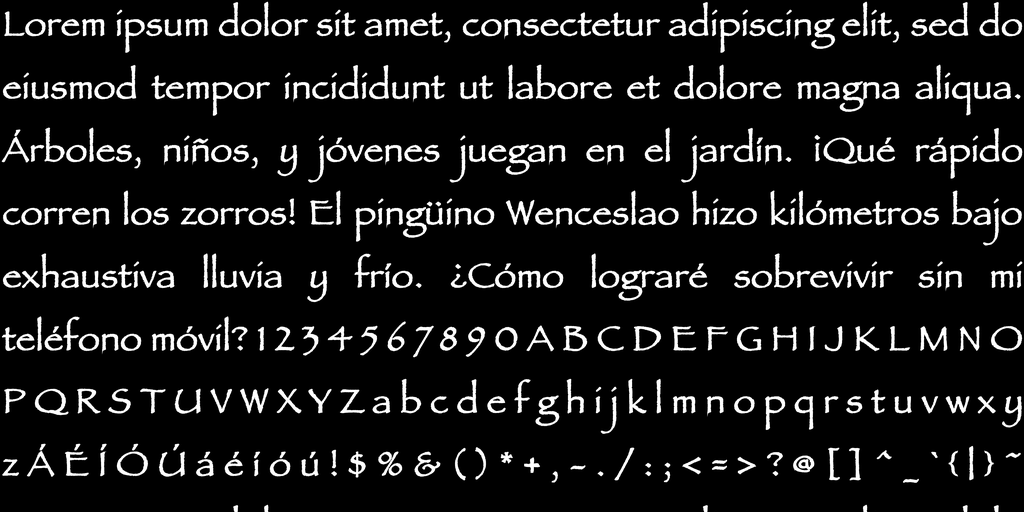 Lorem ipsum dolor sit amet, consectetur adipiscing elit, sed do
eiusmod tempor incididunt ut labore et dolore magna aliqua.
Árboles, niños, y jóvenes juegan en el jardín. ¡Qué rápido
corren los zorros! El pingüino Wenceslao hizo kilómetros bajo
exhaustiva lluvia y frío. ¿Cómo lograré sobrevivir sin mi
teléfono móvil? 1 2 3 4 5 6 7 8 9 0 A B C D E F G H I J K L M N O
P Q R S T U V W X Y Z a b c d e f g h i j k l m n o p q r s t u v w x y
z Á É Í Ó Ú á é í ó ú ! $ % & ( ) * + , - . / : ; < = > ? @ [ ] ^ _ ` { | } ~